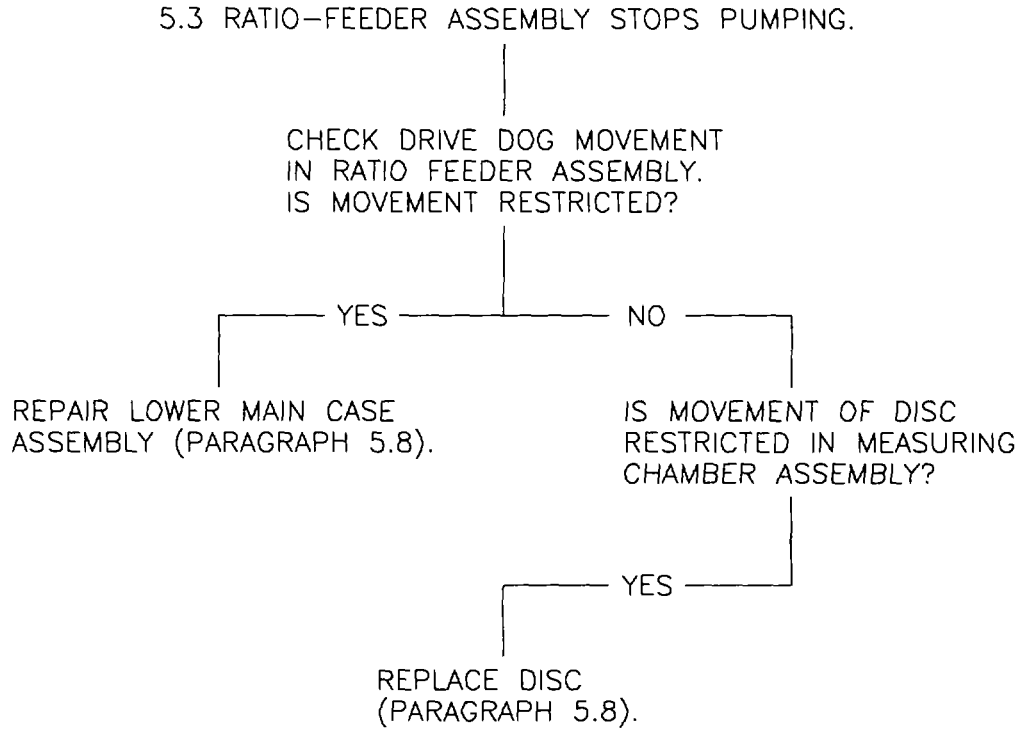 5.3 RATIO-FEEDER ASSEMBLY STOPS PUMPING.
CHECK DRIVE DOG MOVEMENT
IN RATIO FEEDER ASSEMBLY.
IS MOVEMENT RESTRICTED?
YES
NO
REPAIR LOWER MAIN CASE
ASSEMBLY (PARAGRAPH 5.8).
IS MOVEMENT OF DISC
RESTRICTED IN MEASURING
CHAMBER ASSEMBLY?
YES
REPLACE DISC
(PARAGRAPH 5.8).